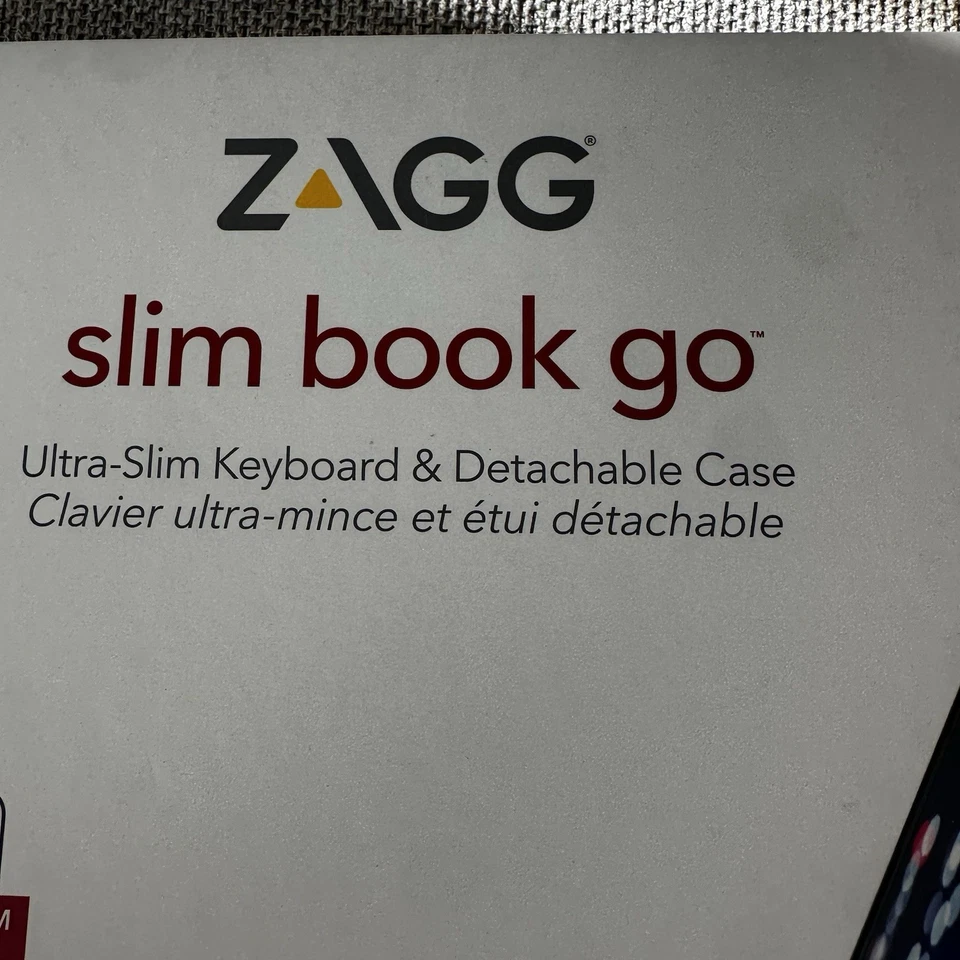 ZAGG®
slim book go™
Ultra-Slim Keyboard & Detachable Case
Clavier ultra-mince et étui détachable
M